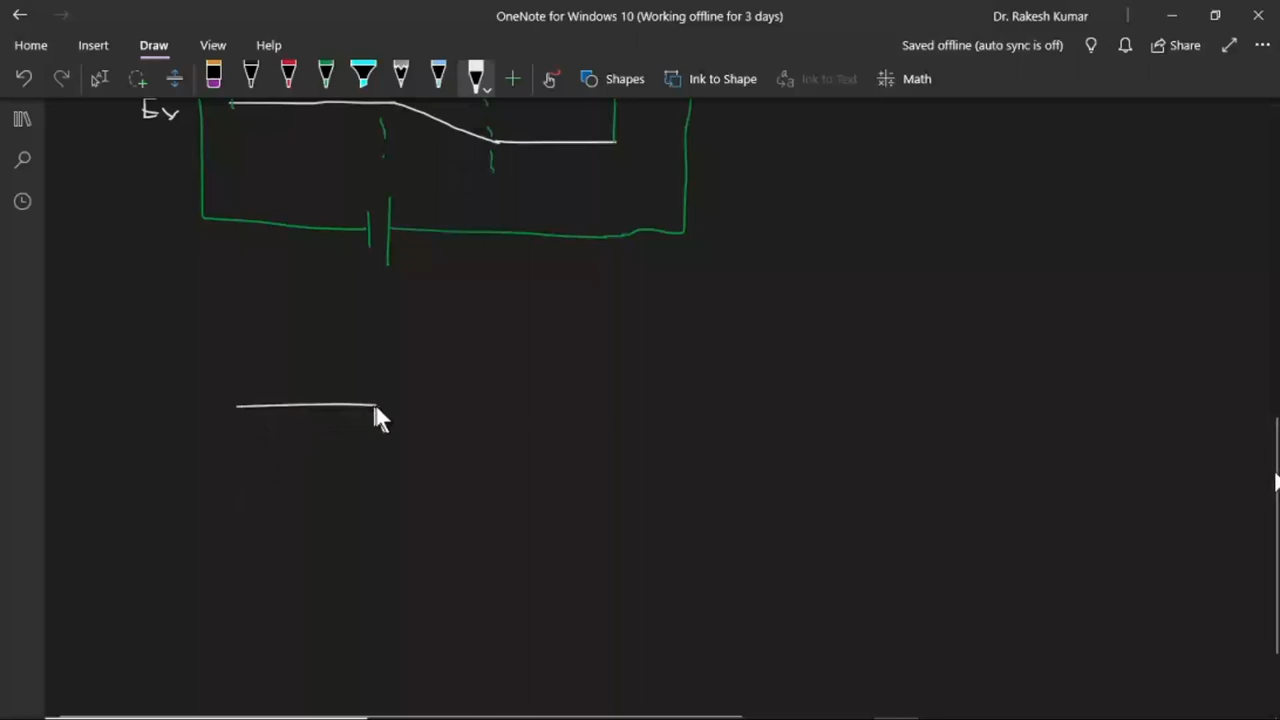 OneNote for Windows 10 (Working offline for 3 days)
Dr. Rakesh Kumar
Home Insert Draw View Help
Saved offline (auto sync is off)
Share
Shapes
Ink to Shape
Ink to Text
Math
Ev